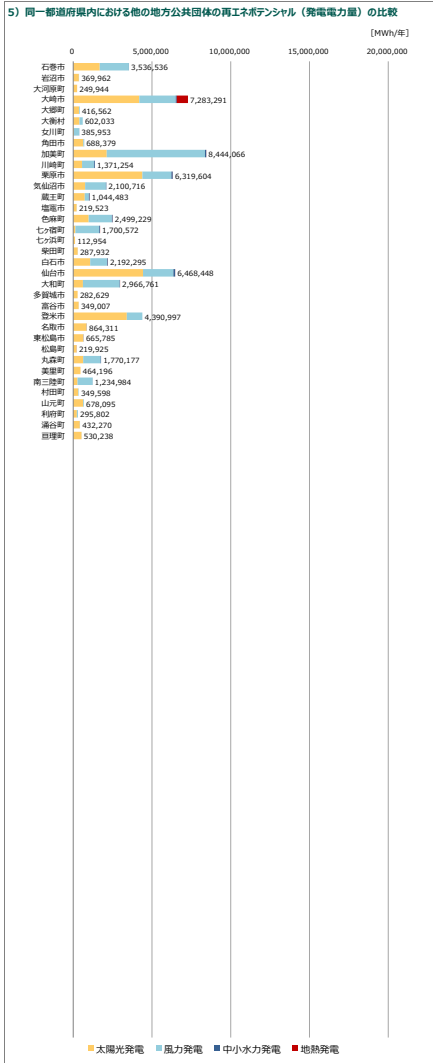 5）同一都道府県内における他の地方公共団体の再エネポテンシャル（発電電力量）の比較
[MWh/年]
0 5,000,000 10,000,000 15,000,000 20,000,000
石巻市 3,536,536
岩沼市 369,962
大河原町 249,944
大崎市 7,283,291
大郷町 416,562
大衡村 602,033
女川町 385,953
角田市 688,379
加美町 8,444,066
川崎町 1,371,254
栗原市 6,319,604
気仙沼市 2,100,716
蔵王町 1,044,483
塩竈市 219,523
色麻町 2,499,229
七ヶ宿町 1,700,572
七ヶ浜町 112,954
柴田町 287,932
白石市 2,192,295
仙台市 6,468,448
大和町 2,966,761
多賀城市 282,629
富谷市 349,007
登米市 4,390,997
名取市 864,311
東松島市 665,785
松島町 219,925
丸森町 1,770,177
美里町 464,196
南三陸町 1,234,984
村田町 349,598
山元町 678,095
利府町 295,802
涌谷町 432,270
亘理町 530,238
太陽光発電 風力発電 中小水力発電 地熱発電